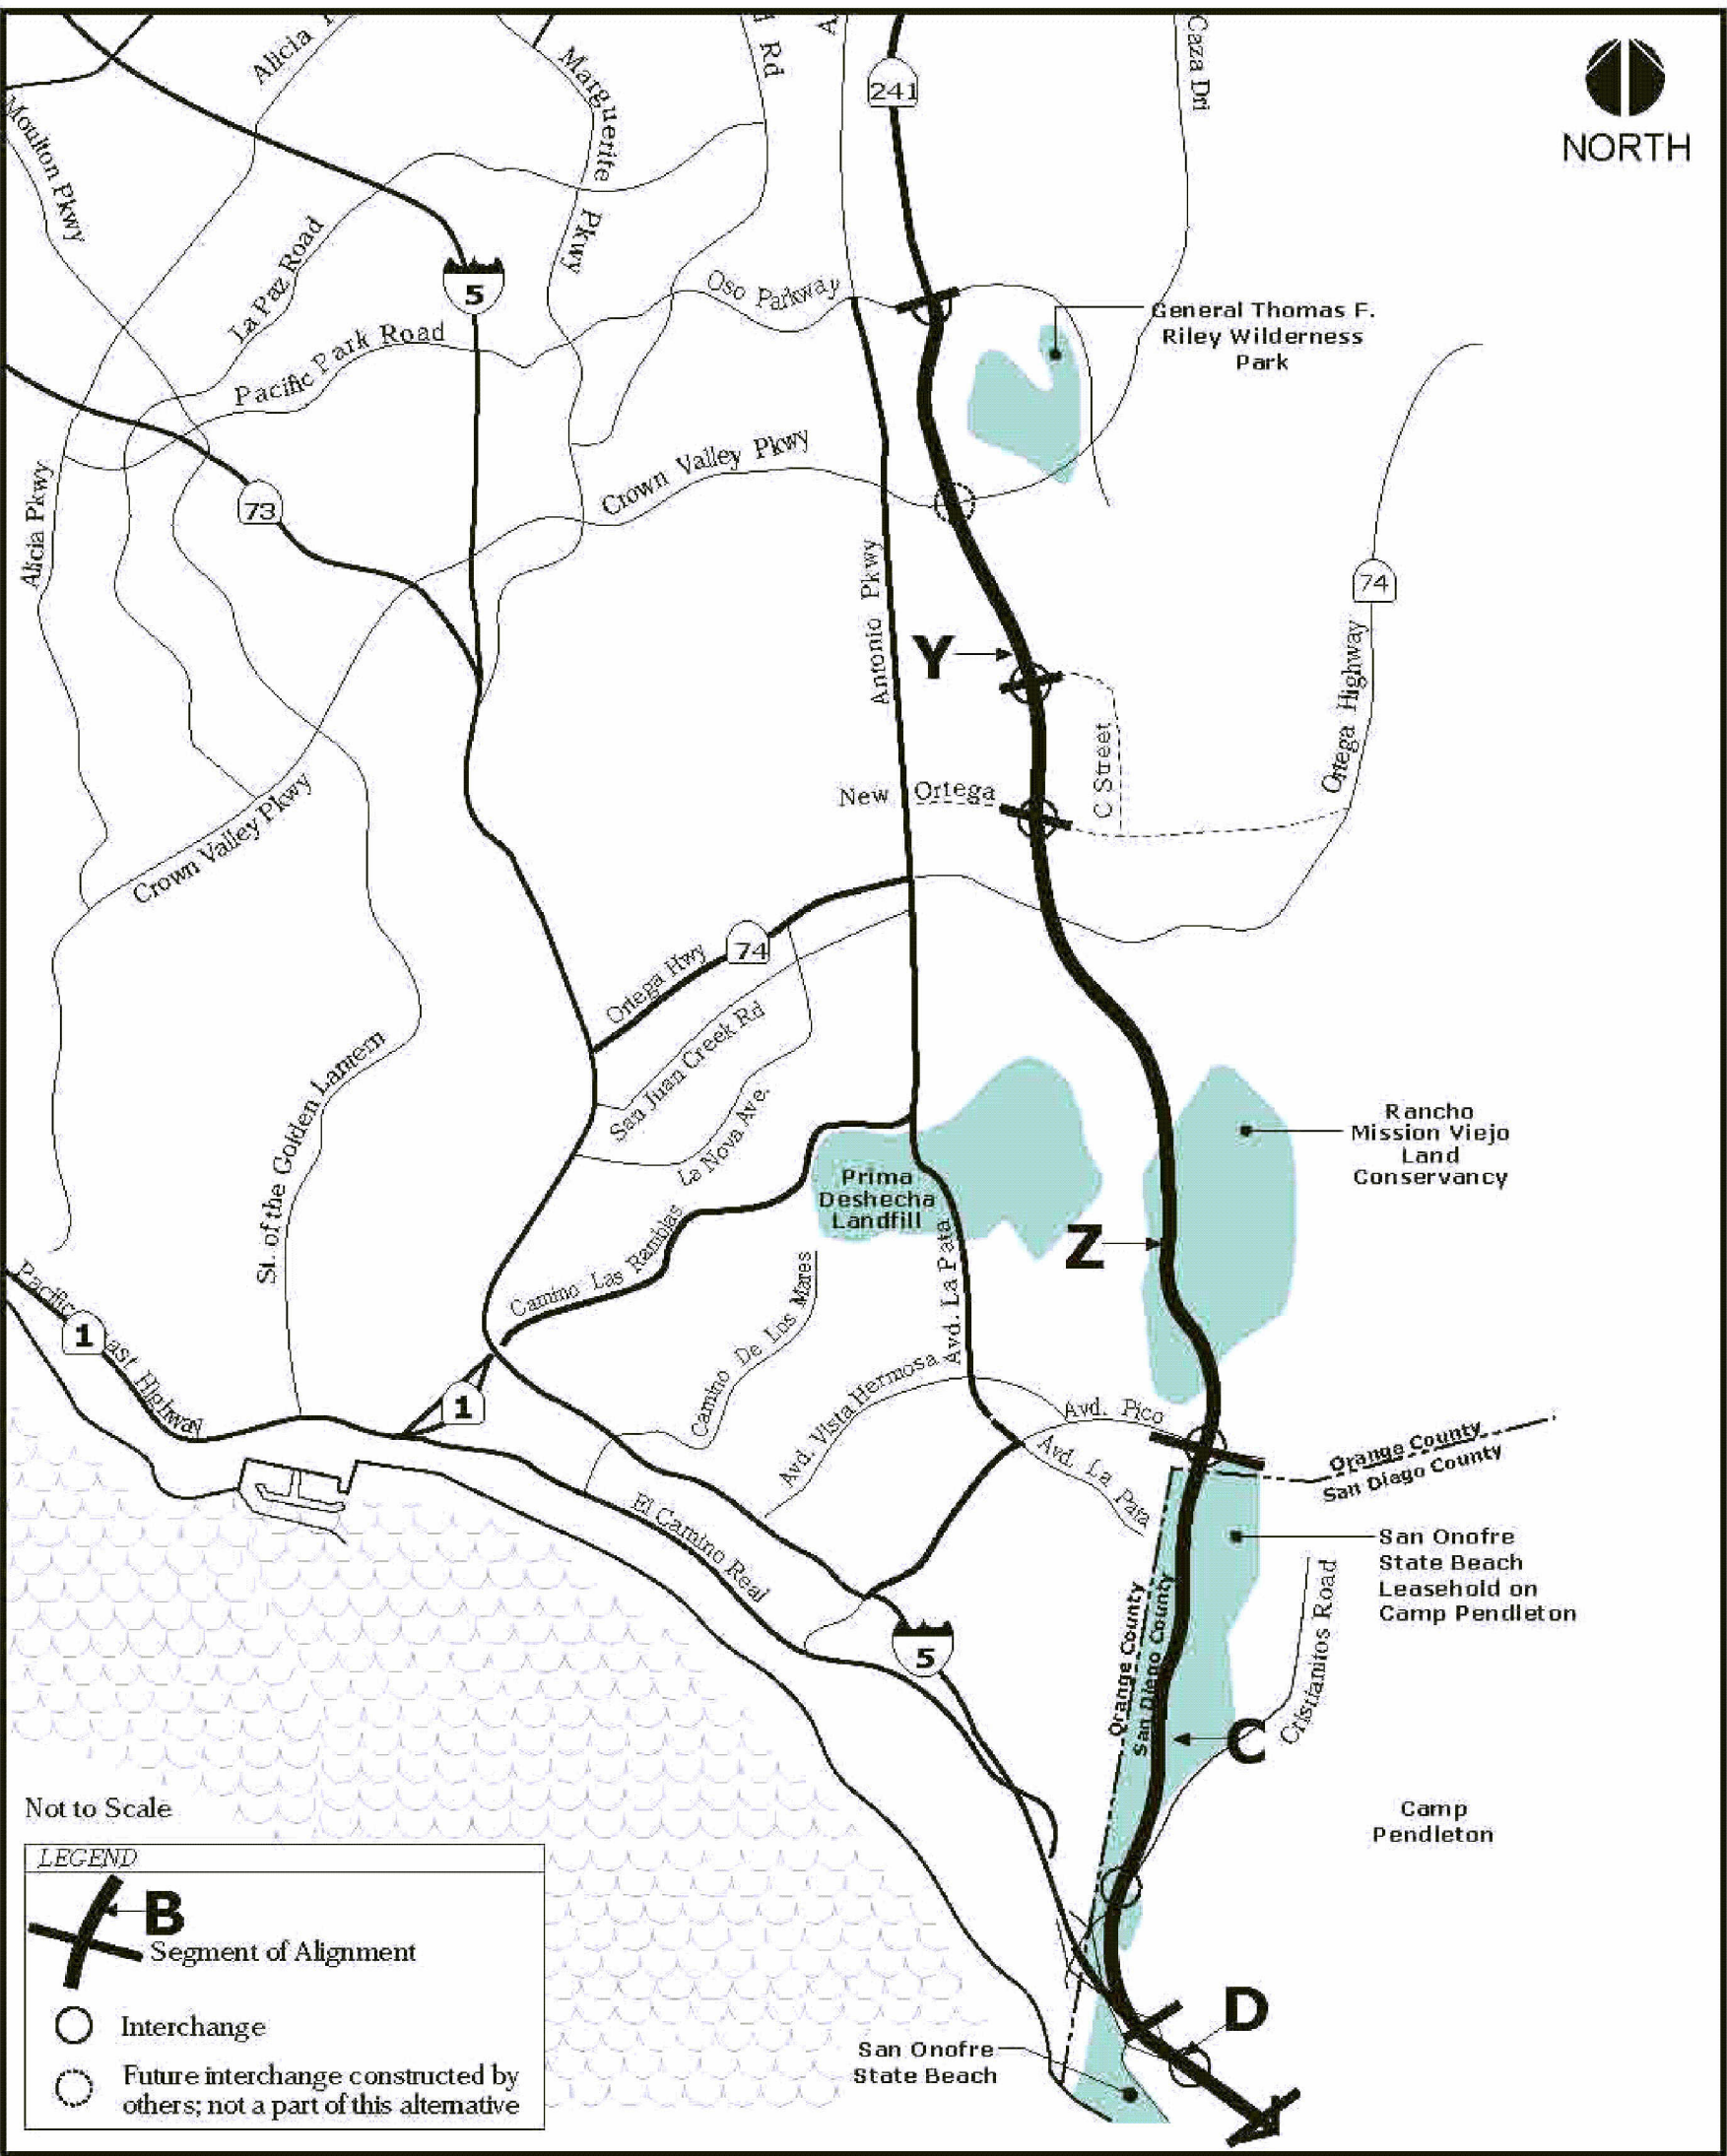 Alicia
Marguerite
Pkwy
Rd
A
241
Caza Dri
NORTH
Moulton Pkwy
La Paz Road
5
Oso Parkway
General Thomas F.
Riley Wilderness
Park
Pacific Park Road
Crown Valley Pkwy
Alicia Pkwy
73
Antonio Pkwy
74
Y
Ortega Highway
C Street
New Ortega
Crown Valley Pkwy
Ortega Hwy
74
San Juan Creek Rd
La Nova Ave.
St. of the Golden Lantern
Rancho
Mission Viejo
Land
Conservancy
Prima
Deshecha
Landfill
Z
Avd. La Pata
Camino Las Ramblas
Camino De Los Mares
Pacific
1
ast Highway
1
Avd. Vista Hermosa
Avd. Pico
Avd. La Pata
Orange County
San Diago County
El Camino Real
San Onofre
State Beach
Leasehold on
Camp Pendleton
Orange County
San Diego County
Cristianitos Road
5
C
Camp
Pendleton
Not to Scale
LEGEND
B
Segment of Alignment
Interchange
Future interchange constructed by
others; not a part of this alternative
D
San Onofre
State Beach